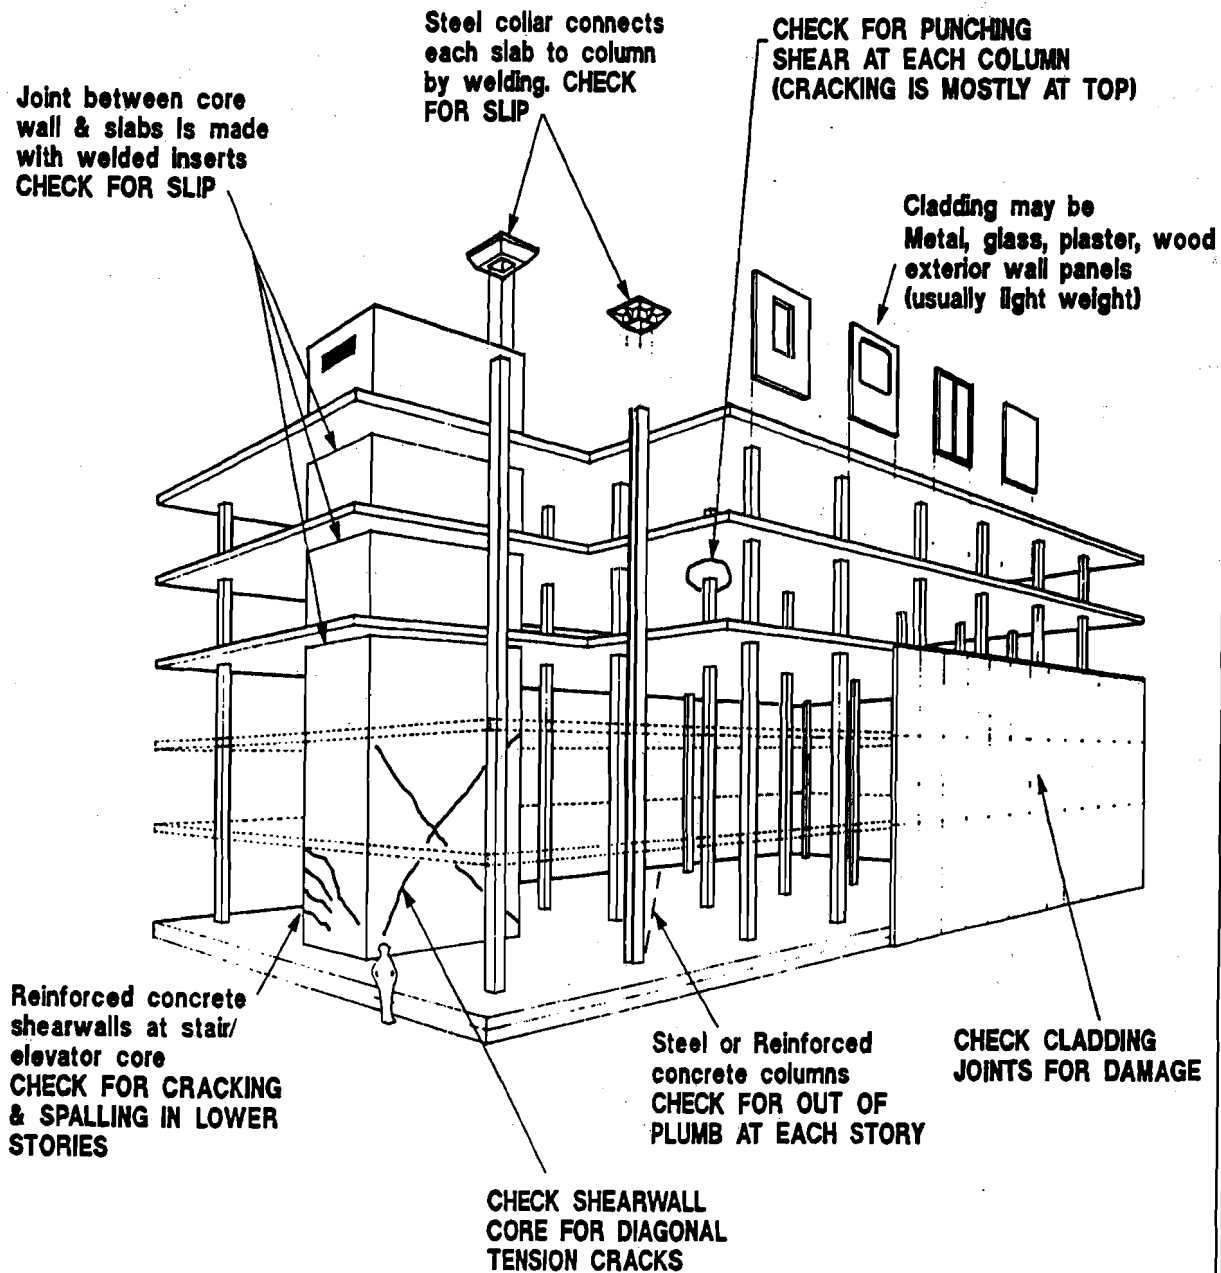 Steel collar connects
each slab to column
by welding. CHECK
FOR SLIP
CHECK FOR PUNCHING
SHEAR AT EACH COLUMN
(CRACKING IS MOSTLY AT TOP)
Joint between core
wall & slabs is made
with welded inserts
CHECK FOR SLIP
Cladding may be
Metal, glass, plaster, wood
exterior wall panels
(usually light weight)
Reinforced concrete
shearwalls at stair/
elevator core
CHECK FOR CRACKING
& SPALLING IN LOWER
STORIES
Steel or Reinforced
concrete columns
CHECK FOR OUT OF
PLUMB AT EACH STORY
CHECK CLADDING
JOINTS FOR DAMAGE
CHECK SHEARWALL
CORE FOR DIAGONAL
TENSION CRACKS